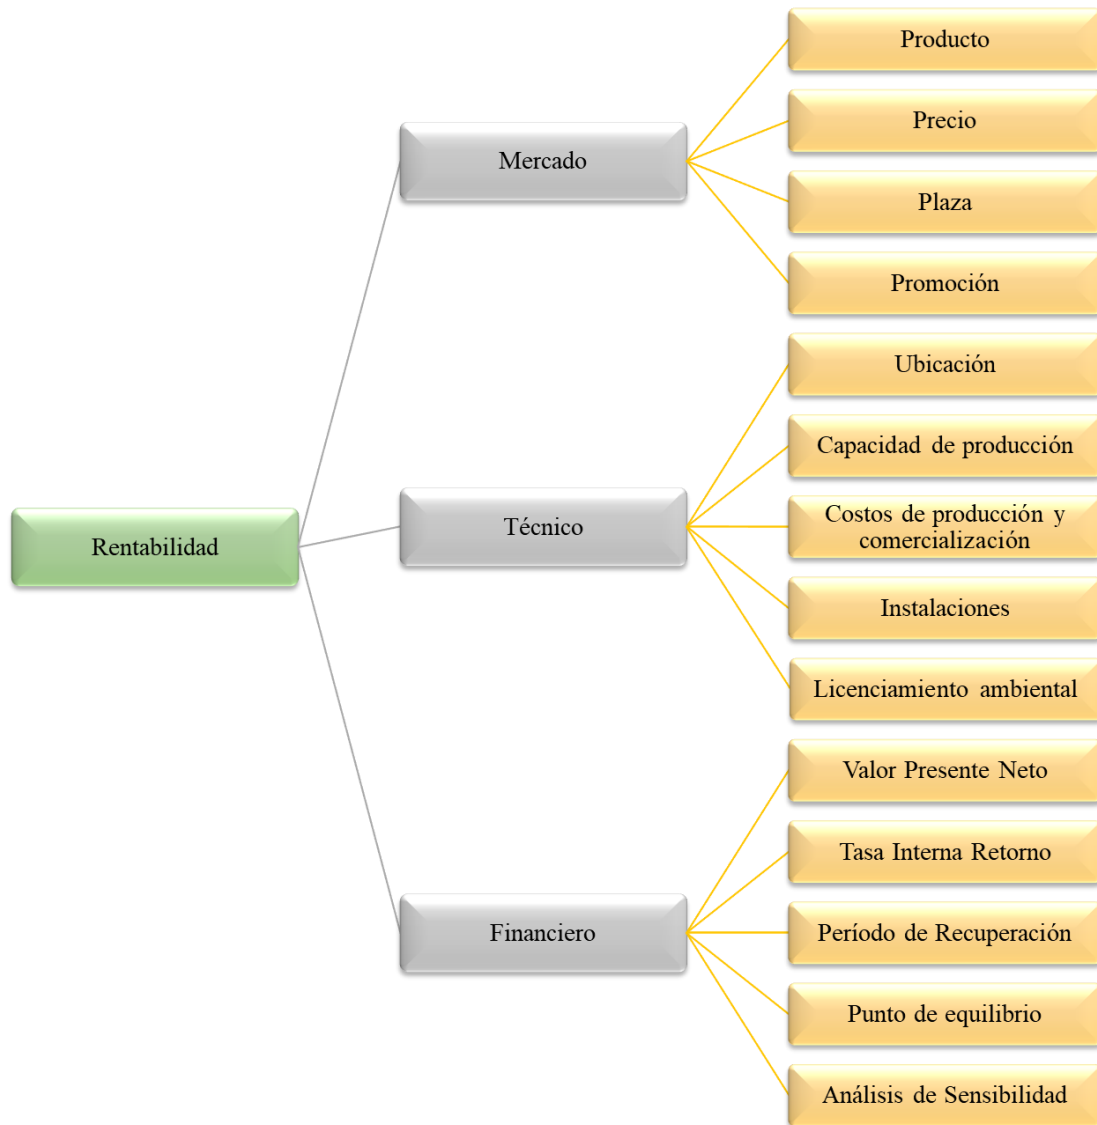 Rentabilidad
Mercado
Producto
Precio
Plaza
Promoción
Técnico
Ubicación
Capacidad de producción
Costos de producción y
comercialización
Instalaciones
Licenciamiento ambiental
Financiero
Valor Presente Neto
Tasa Interna Retorno
Período de Recuperación
Punto de equilibrio
Análisis de Sensibilidad